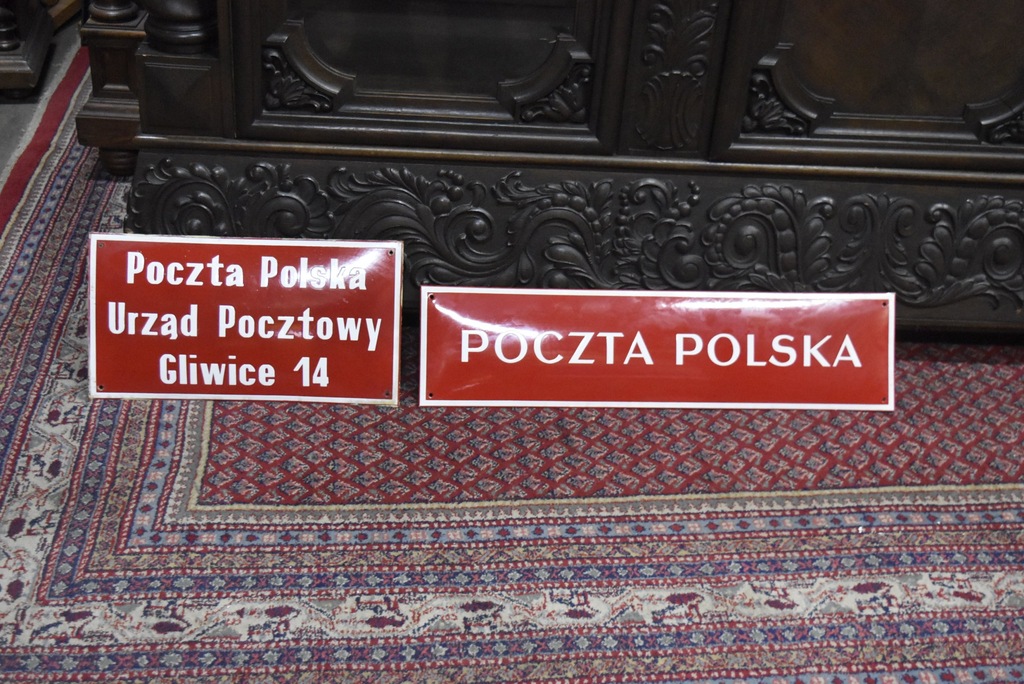 Poczta Polska
Urząd Pocztowy
Gliwice 14
POCZTA POLSKA